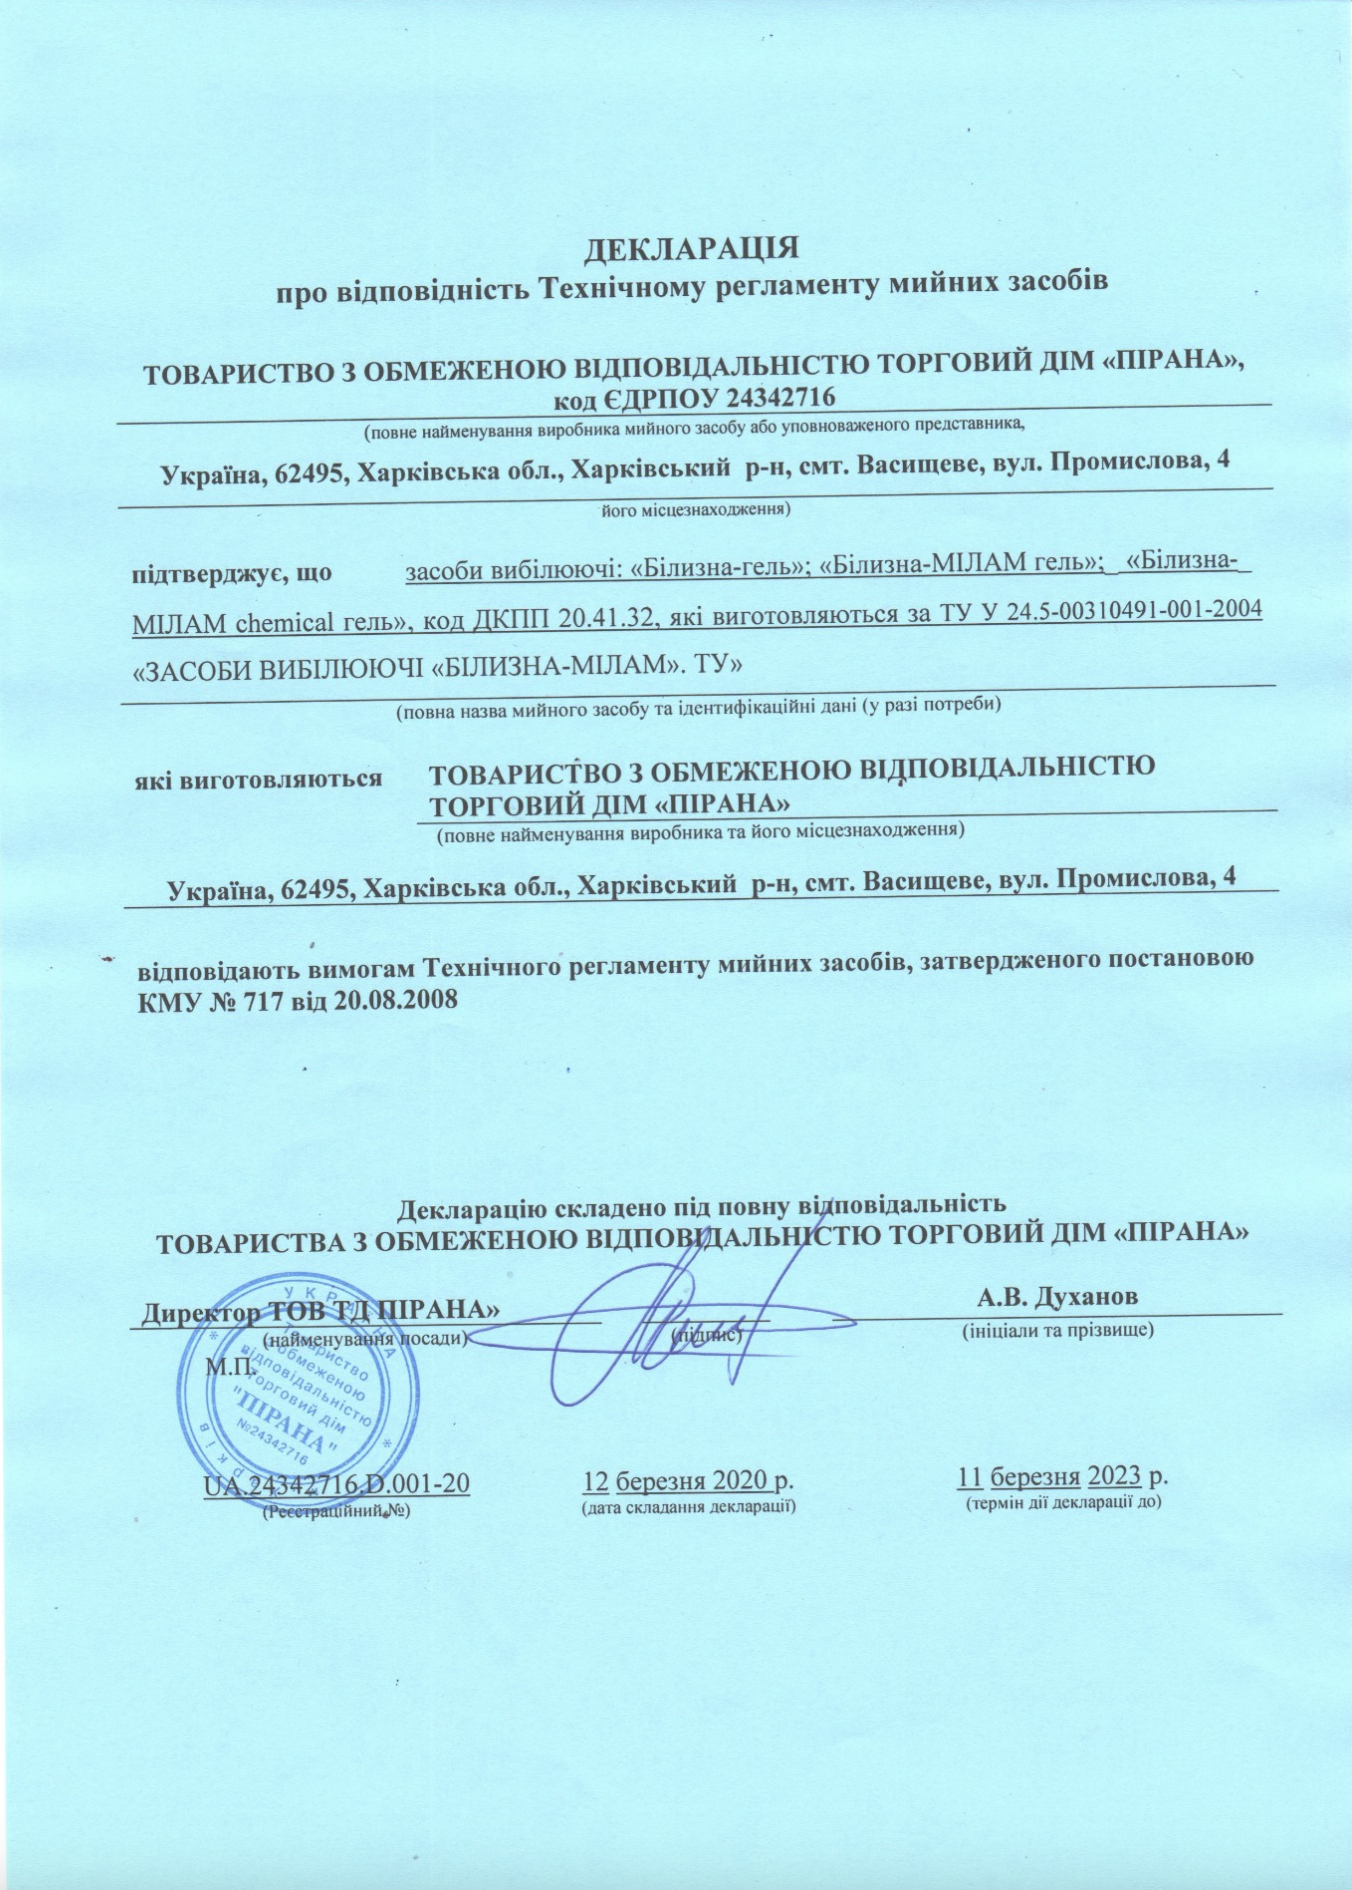 ДЕКЛАРАЦІЯ
про відповідність Технічному регламенту мийних засобів
ТОВАРИСТВО З ОБМЕЖЕНОЮ ВІДПОВІДАЛЬНІСТЮ ТОРГОВИЙ ДІМ «ПІРАНА»,
код ЄДРПОУ 24342716
(повне найменування виробника мийного засобу або уповноваженого представника,
Україна, 62495, Харківська обл., Харківський р-н, смт. Васищеве, вул. Промислова, 4
його місцезнаходження)
підтверджує, що засоби вибілюючі: «Білизна-гель»; «Білизна-МІЛАМ гель»; «Білизна-
МІЛАМ chemical гель», код ДКПП 20.41.32, які виготовляються за ТУ У 24.5-00310491-001-2004
«ЗАСОБИ ВИБІЛЮЮЧІ «БІЛИЗНА-МІЛАМ». ТУ»
(повна назва мийного засобу та ідентифікаційні дані (у разі потреби)
які виготовляються ТОВАРИСТВО З ОБМЕЖЕНОЮ ВІДПОВІДАЛЬНІСТЮ
ТОРГОВИЙ ДІМ «ПІРАНА»
(повне найменування виробника та його місцезнаходження)
Україна, 62495, Харківська обл., Харківський р-н, смт. Васищеве, вул. Промислова, 4
відповідають вимогам Технічного регламенту мийних засобів, затвердженого постановою
КМУ № 717 від 20.08.2008
Декларацію складено під повну відповідальність
ТОВАРИСТВА З ОБМЕЖЕНОЮ ВІДПОВІДАЛЬНІСТЮ ТОРГОВИЙ ДІМ «ПІРАНА»
Директор ТОВ ТД ПІРАНА» А.В. Духанов
(найменування посади) (підпис) (ініціали та прізвище)
М.П.
УКРАЇНА
Харків
Товариство
з обмеженою
відповідальністю
Торговий дім
"ПІРАНА"
№24342716
UA.24342716.D.001-20 12 березня 2020 р. 11 березня 2023 р.
(Реєстраційний №) (дата складання декларації) (термін дії декларації до)